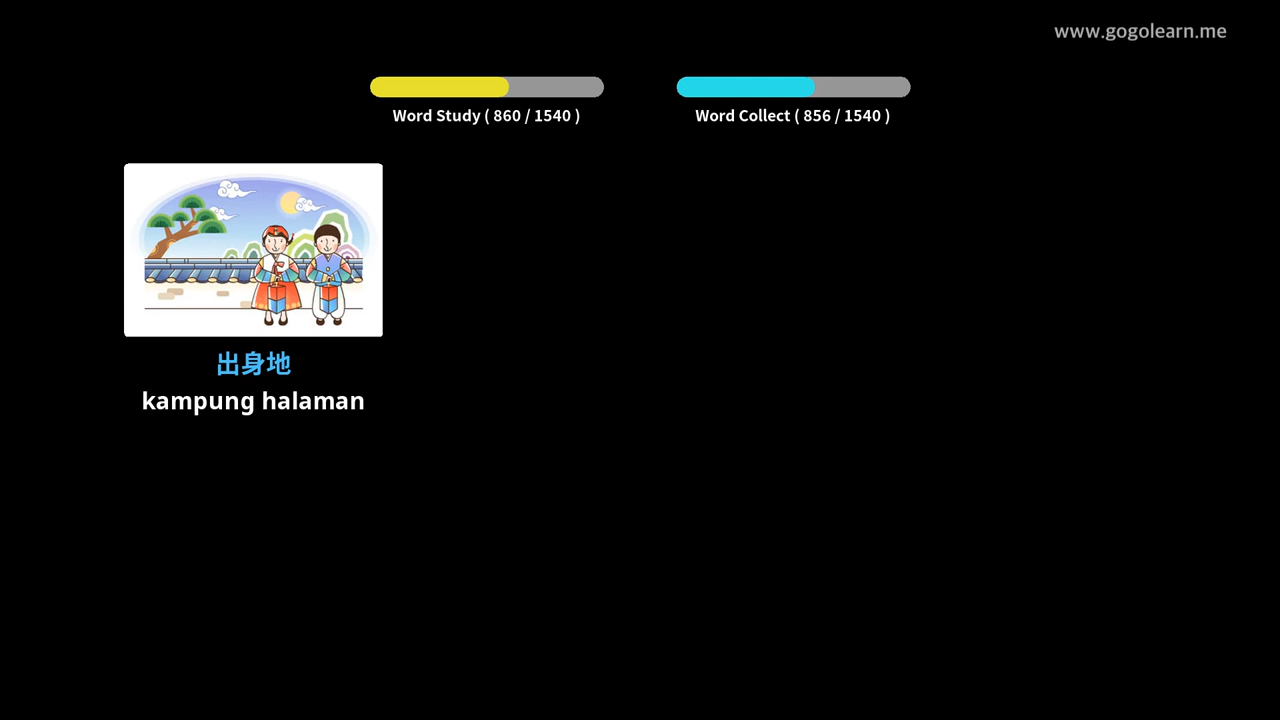 www.gogolearn.me
Word Study ( 860 / 1540 )
Word Collect ( 856 / 1540 )
出身地
kampung halaman